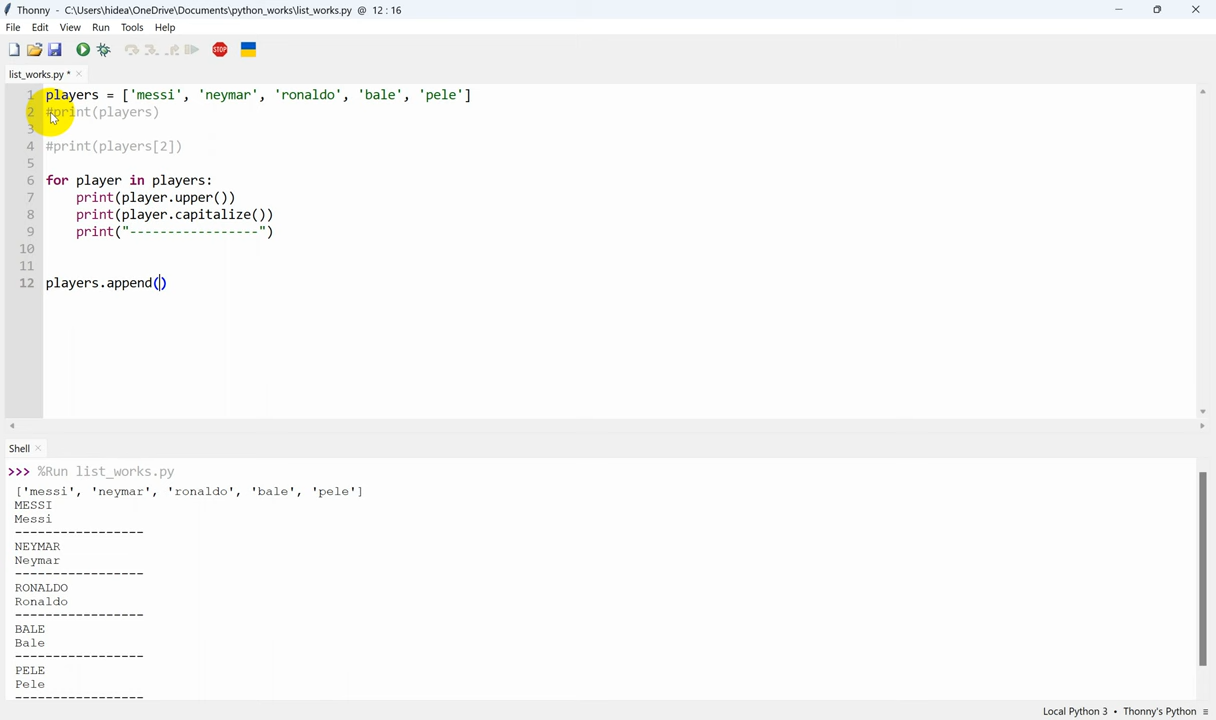 Thonny - C:\Users\hidea\OneDrive\Documents\python_works\list_works.py @ 12 : 16
File Edit View Run Tools Help
STOP
list_works.py *
1 players = ['messi', 'neymar', 'ronaldo', 'bale', 'pele']
2 #print(players)
3
4 #print(players[2])
5
6 for player in players:
7     print(player.upper())
8     print(player.capitalize())
9     print("-----------------")
10
11
12 players.append()
Shell
>>> %Run list_works.py
['messi', 'neymar', 'ronaldo', 'bale', 'pele']
MESSI
Messi
-----------------
NEYMAR
Neymar
-----------------
RONALDO
Ronaldo
-----------------
BALE
Bale
-----------------
PELE
Pele
-----------------
Local Python 3 • Thonny's Python ≡